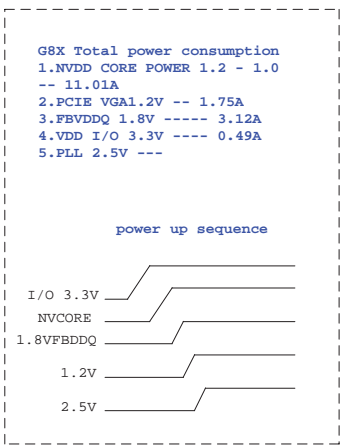 G8X Total power consumption
1.NVDD CORE POWER 1.2 - 1.0
-- 11.01A
2.PCIE VGA1.2V -- 1.75A
3.FBVDDQ 1.8V ----- 3.12A
4.VDD I/O 3.3V ---- 0.49A
5.PLL 2.5V ---
power up sequence
I/O 3.3V
NVCORE
1.8VFBDDQ
1.2V
2.5V